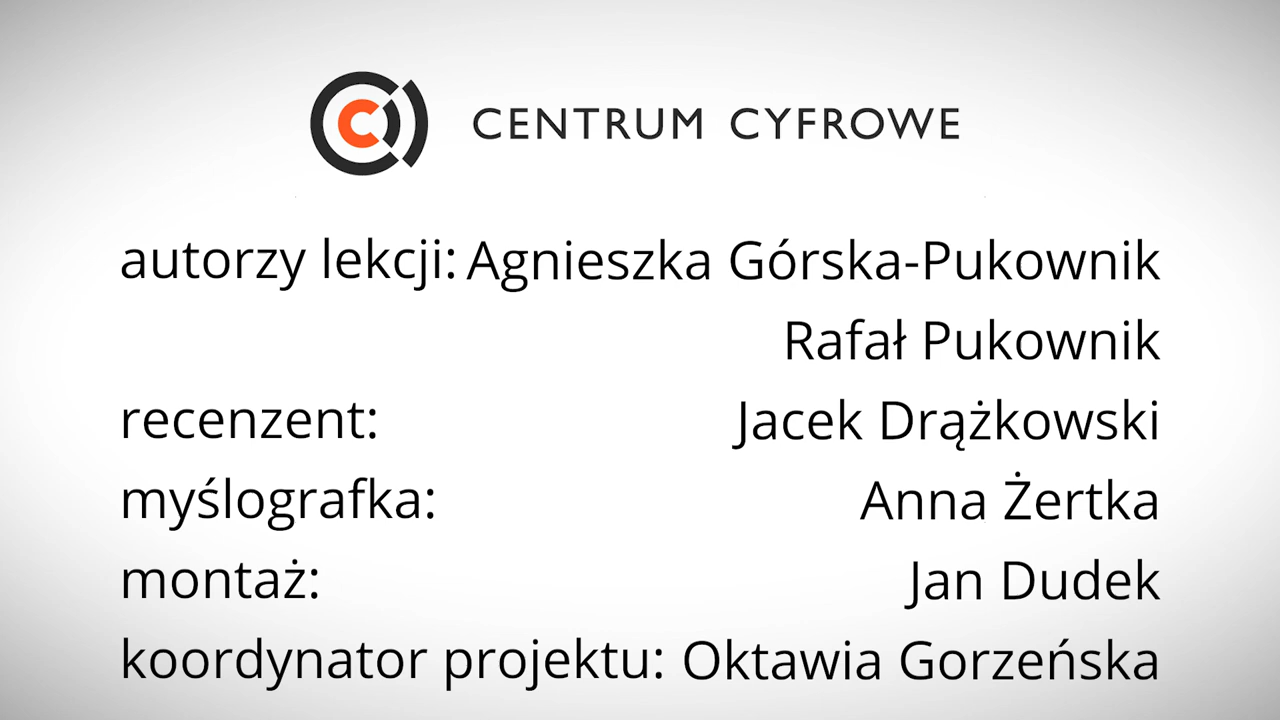 CENTRUM CYFROWE
autorzy lekcji: Agnieszka Górska-Pukownik
Rafał Pukownik
recenzent: Jacek Drążkowski
myślografka: Anna Żertka
montaż: Jan Dudek
koordynator projektu: Oktawia Gorzeńska